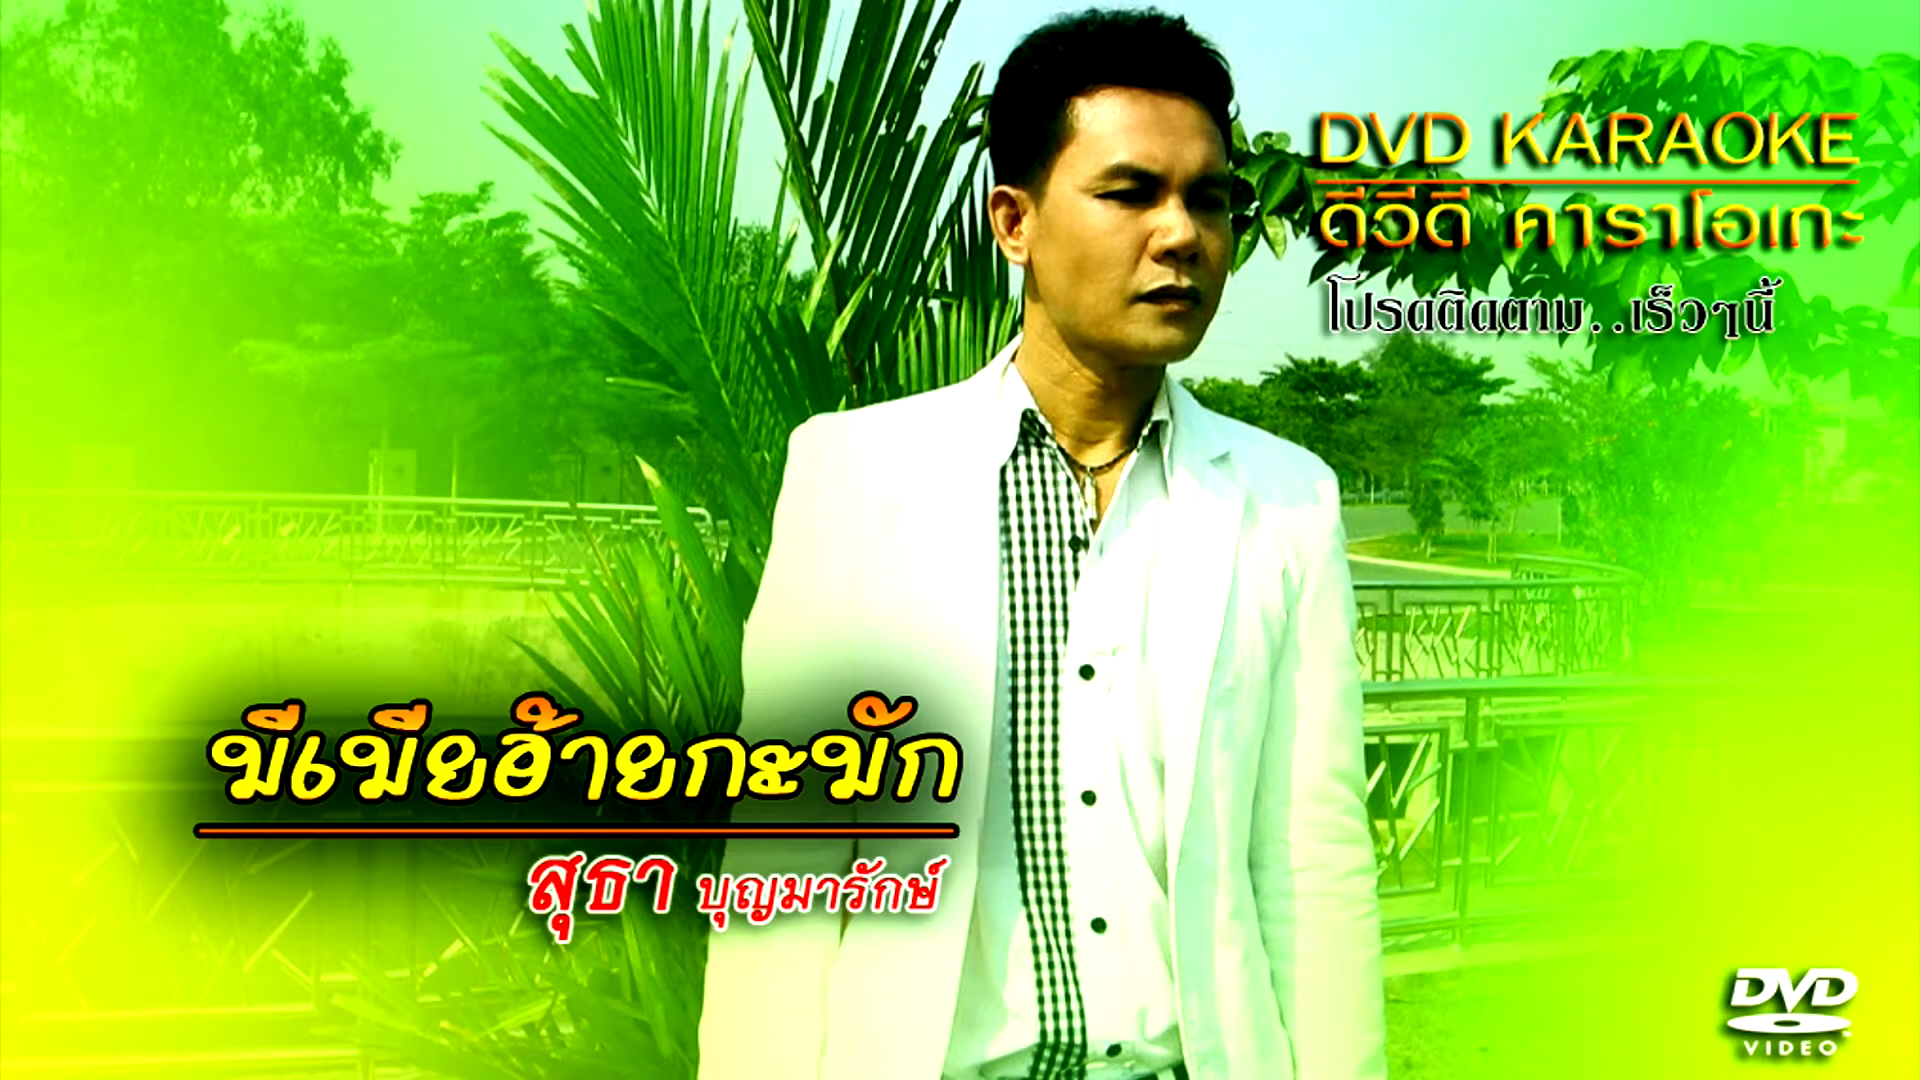 DVD KARAOKE
ดีวีดี คาราโอเกะ
โปรดติดตาม..เร็วๆนี้
มีเมียอ้ายกะมัก
สุธา บุญมารักษ์
DVD
VIDEO